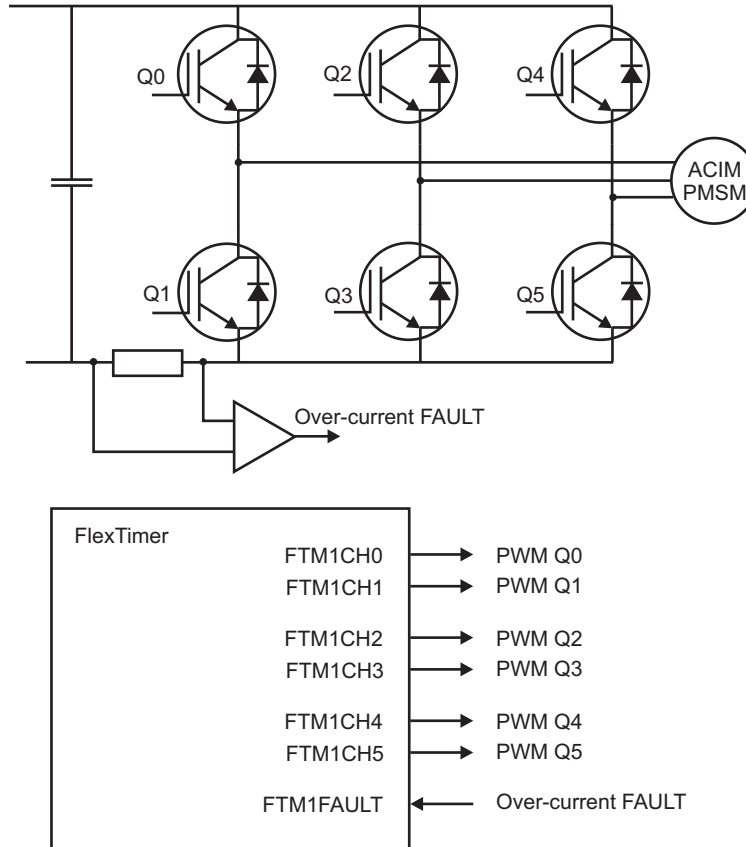 Q0
Q2
Q4
ACIM
PMSM
Q1
Q3
Q5
Over-current FAULT
FlexTimer
FTM1CH0
PWM Q0
FTM1CH1
PWM Q1
FTM1CH2
PWM Q2
FTM1CH3
PWM Q3
FTM1CH4
PWM Q4
FTM1CH5
PWM Q5
FTM1FAULT
Over-current FAULT